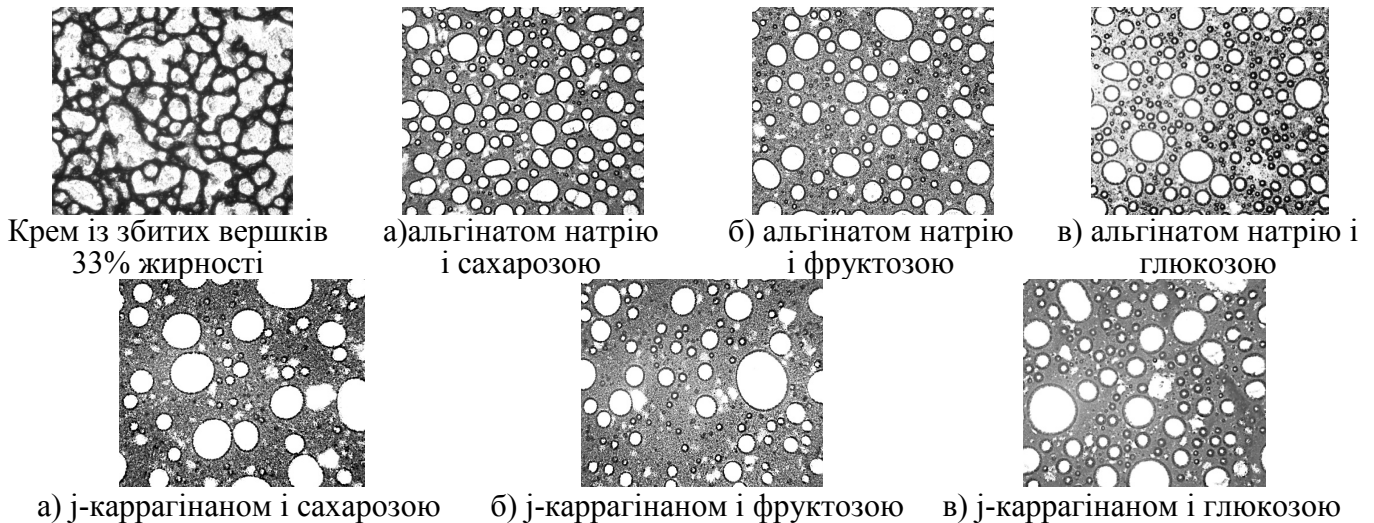 Крем із збитих вершків
33% жирності
а)альгінатом натрію
і сахарозою
б) альгінатом натрію
і фруктозою
в) альгінатом натрію і
глюкозою
а) j-каррагінаном і сахарозою
б) j-каррагінаном і фруктозою
в) j-каррагінаном і глюкозою